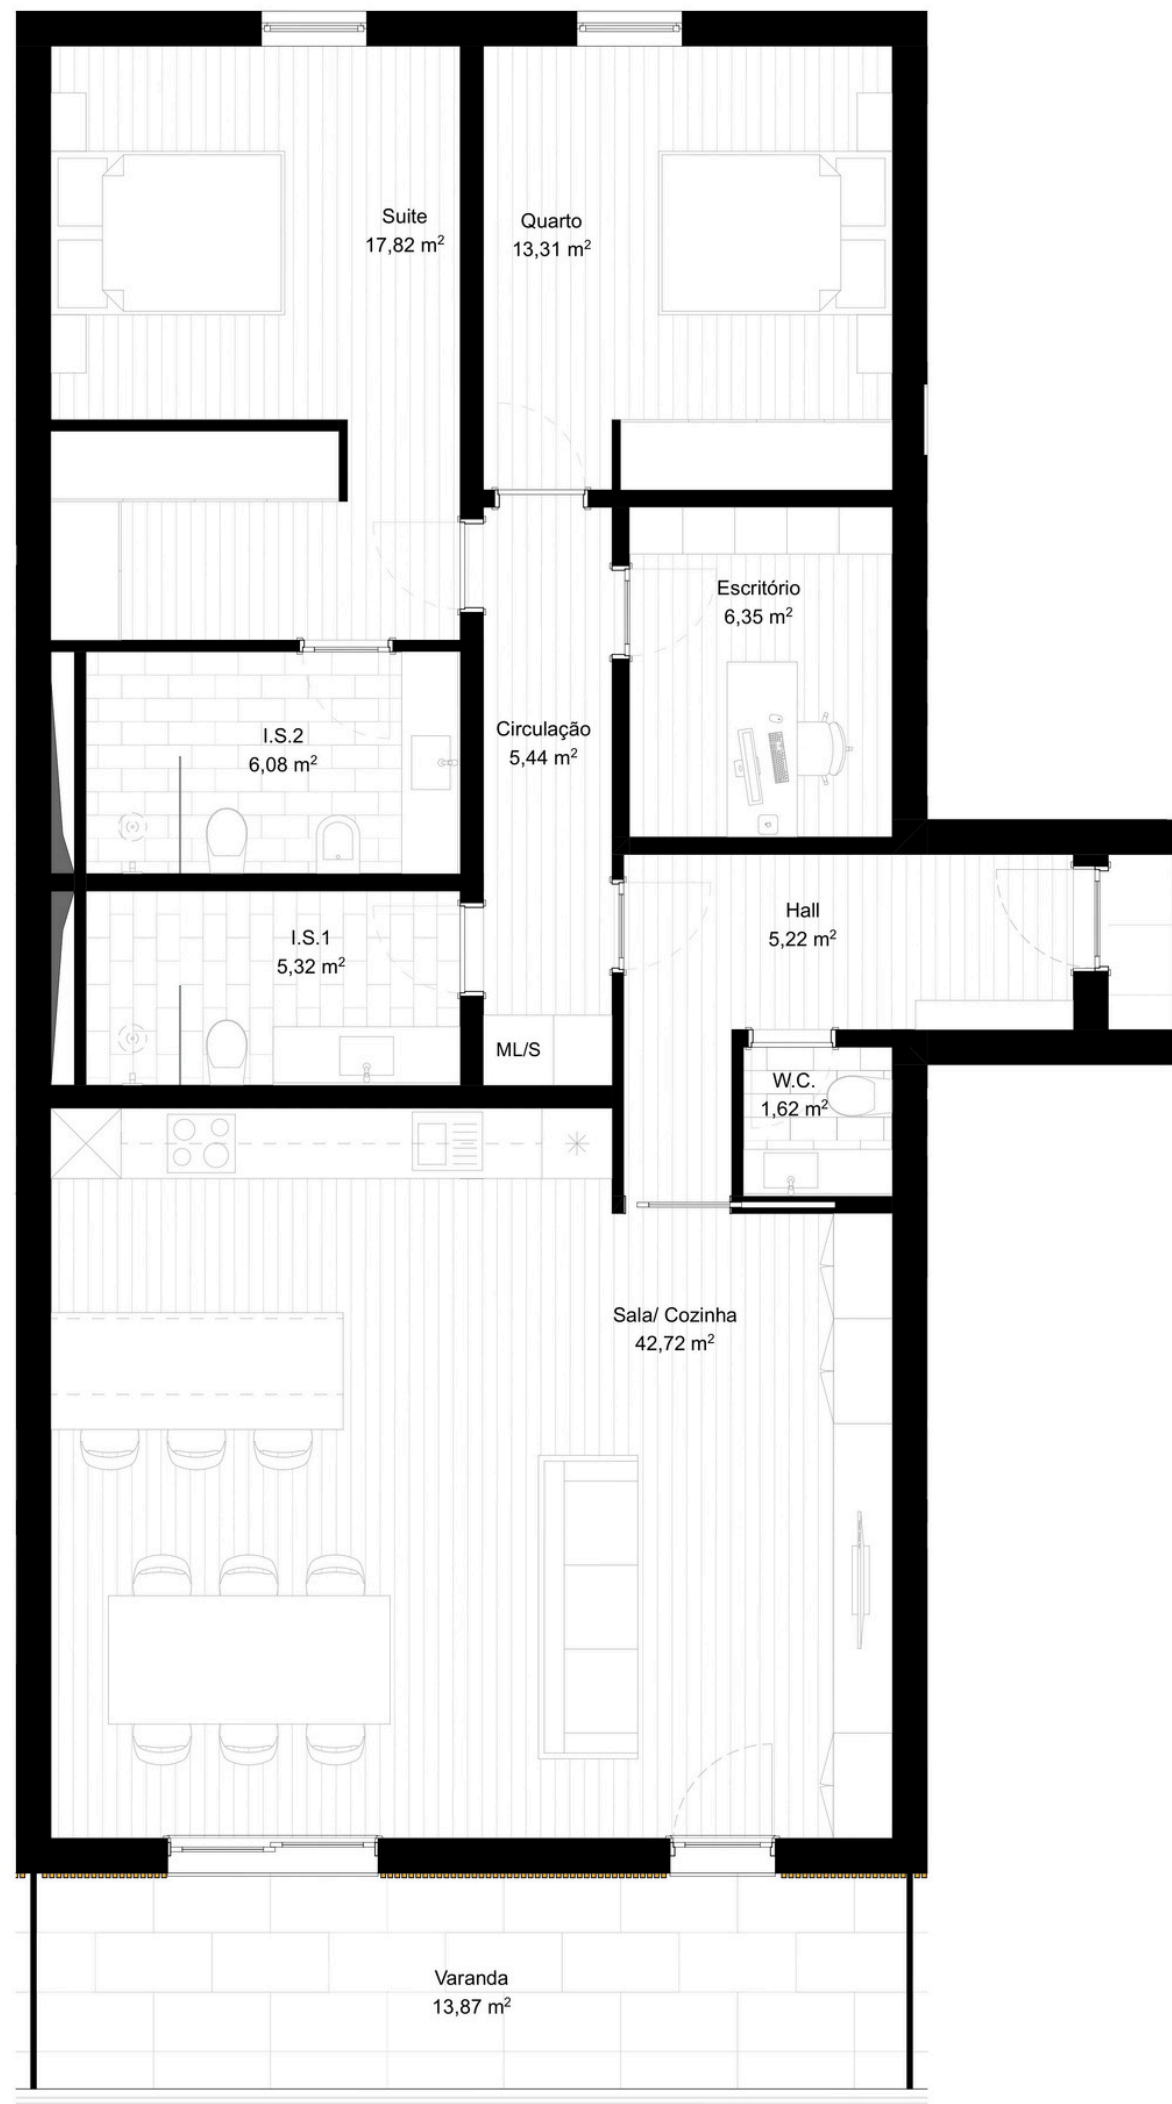 Suite
17,82 m²
Quarto
13,31 m²
Escritório
6,35 m²
I.S.2
6,08 m²
Circulação
5,44 m²
Hall
5,22 m²
I.S.1
5,32 m²
ML/S
W.C.
1,62 m²
Sala/ Cozinha
42,72 m²
Varanda
13,87 m²